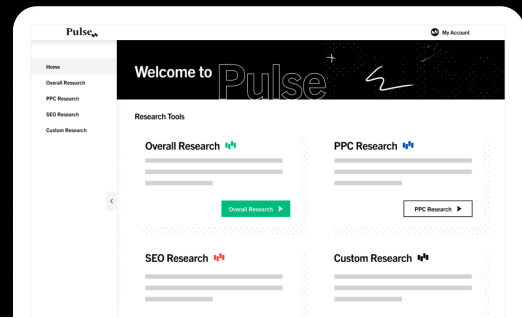 Pulse
My Account
Home
Overall Research
PPC Research
SEO Research
Custom Research
Welcome to Pulse
Research Tools
Overall Research
PPC Research
Overall Research
PPC Research
SEO Research
Custom Research